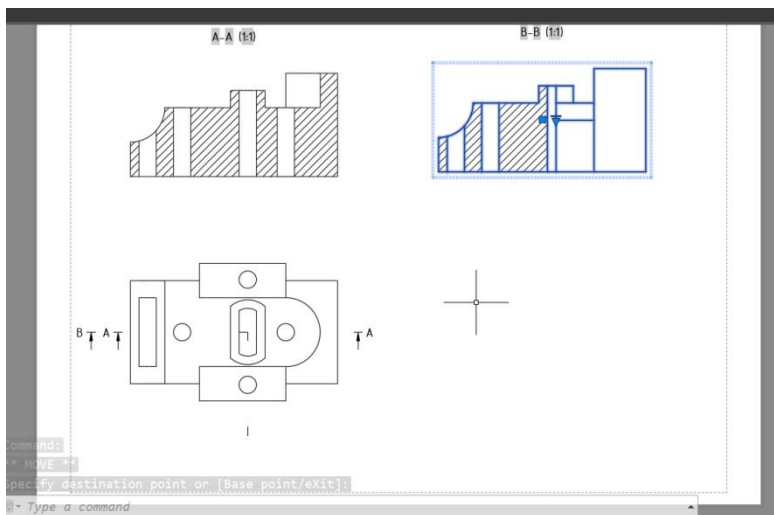 A-A (1:1)
B-B (1:1)
B A A
Command:
** MOVE **
Specify destination point or [Base point/eXit]:
Type a command